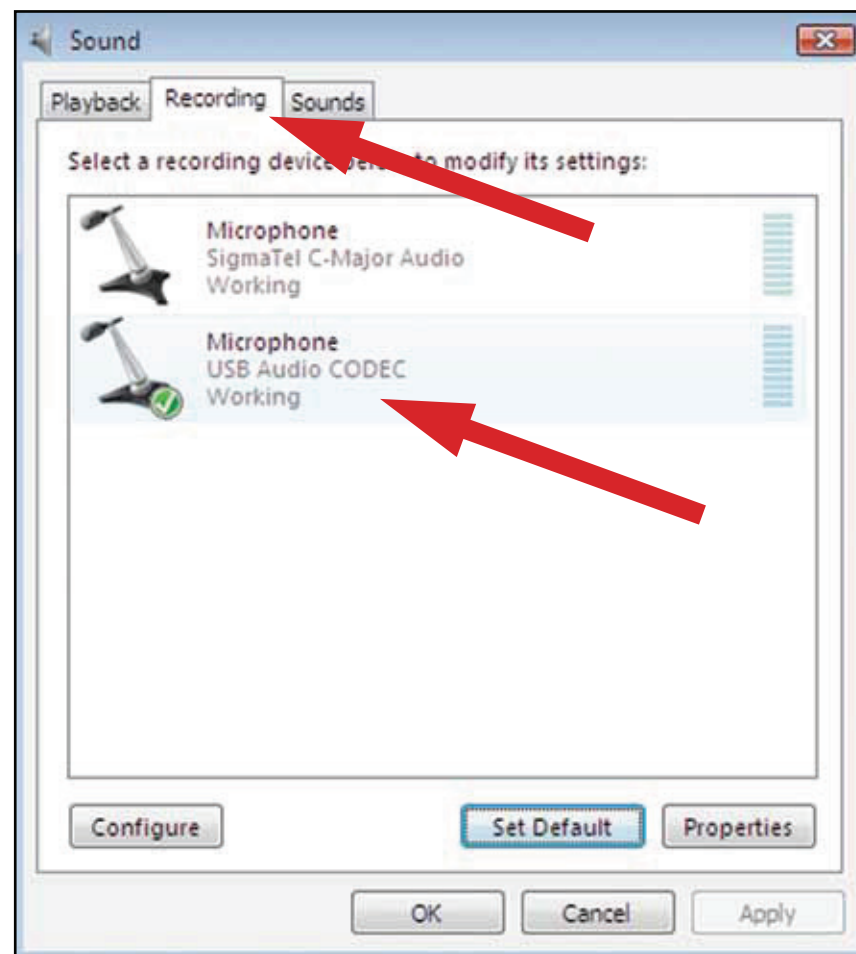 Sound
Playback Recording Sounds
Select a recording device to modify its settings:
Microphone
SigmaTel C-Major Audio
Working
Microphone
USB Audio CODEC
Working
Configure Set Default Properties
OK Cancel Apply